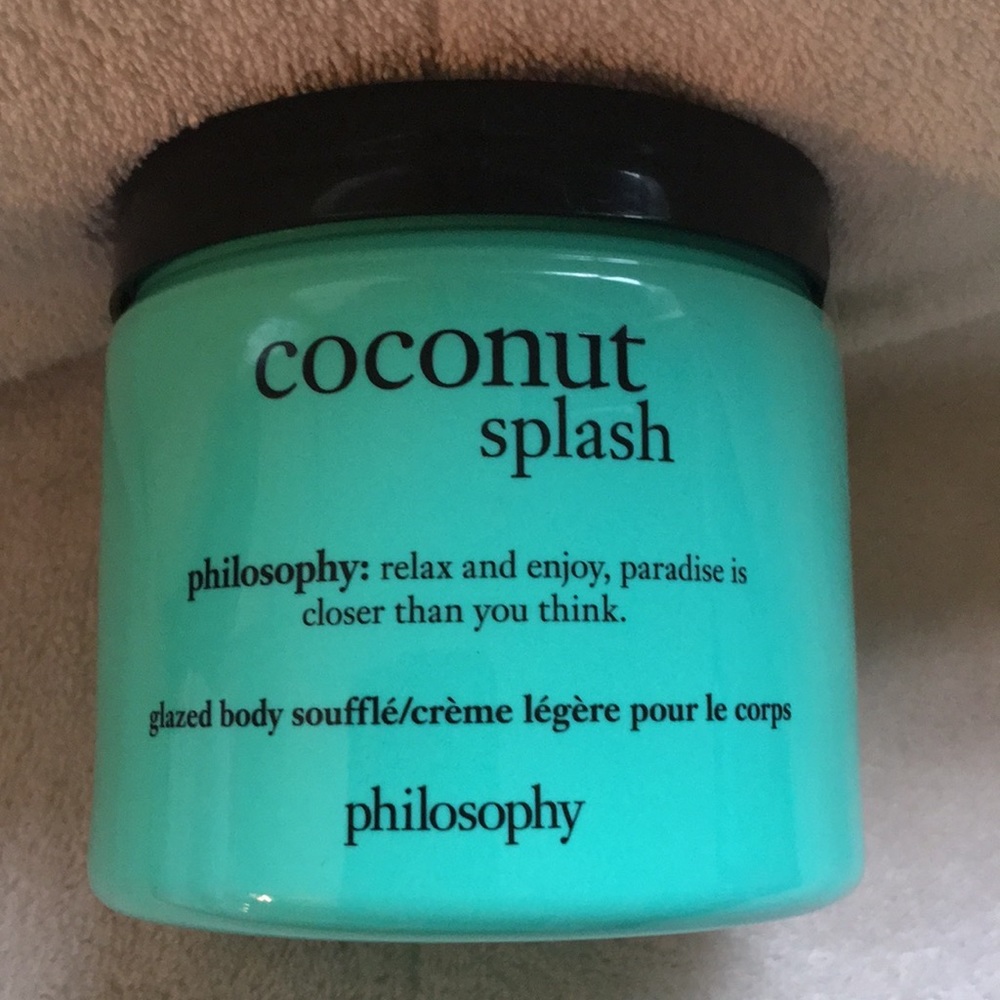 coconut
splash
philosophy: relax and enjoy, paradise is
closer than you think.
glazed body soufflé/crème légère pour le corps
philosophy